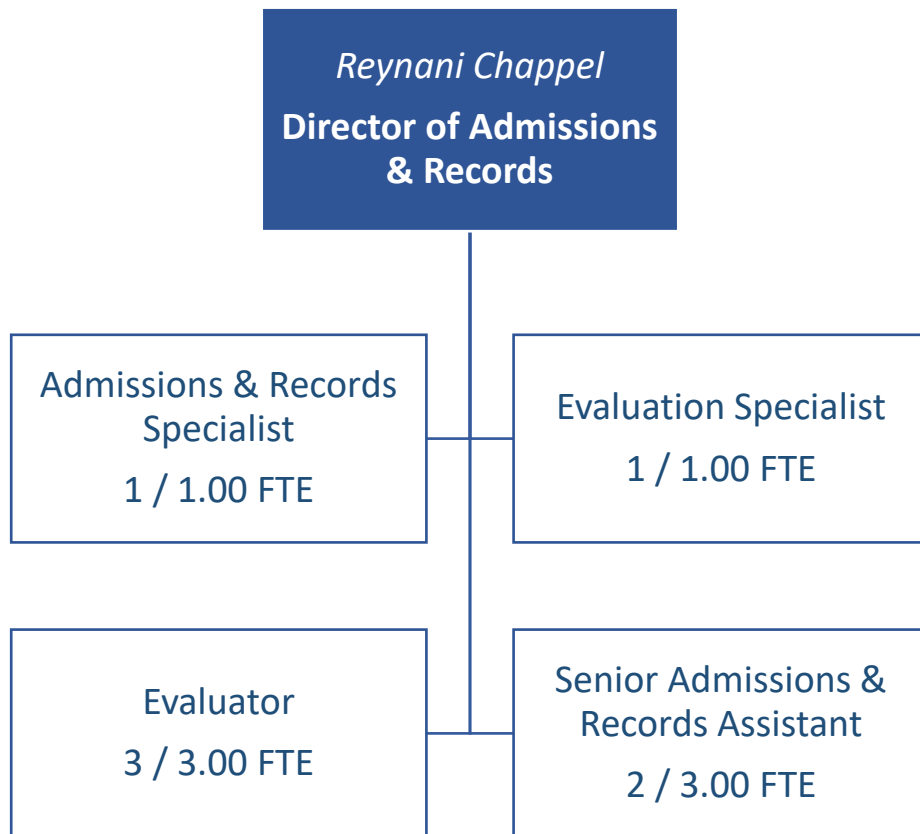 Reynani Chappel
Director of Admissions
& Records
Admissions & Records
Specialist
1 / 1.00 FTE
Evaluation Specialist
1 / 1.00 FTE
Evaluator
3 / 3.00 FTE
Senior Admissions &
Records Assistant
2 / 3.00 FTE